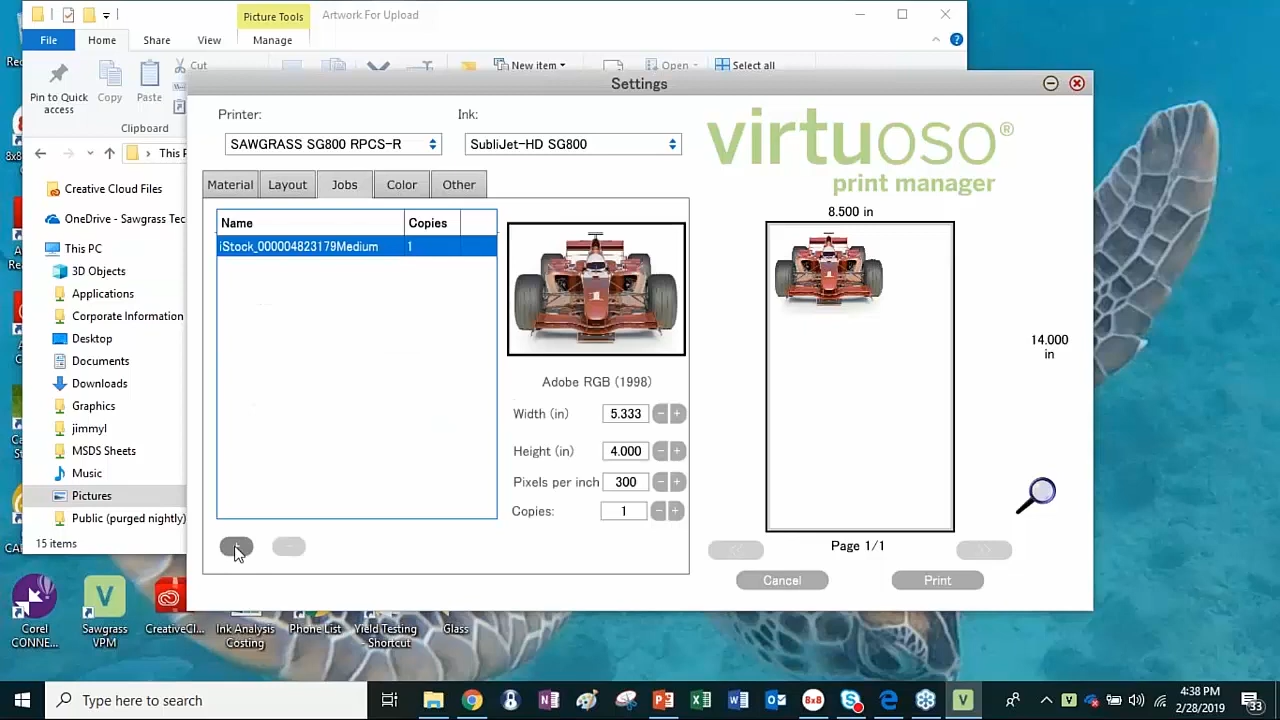 Picture Tools
Artwork For Upload
File
Home
Share
View
Manage
Pin to Quick
access
Copy
Paste
Cut
New item
Open
Select all
Clipboard
This P
Creative Cloud Files
OneDrive - Sawgrass Tec
This PC
3D Objects
Applications
Corporate Information
Desktop
Documents
Downloads
Graphics
jimmyl
MSDS Sheets
Music
Pictures
Public (purged nightly)
15 items
Settings
Printer:
Ink:
SAWGRASS SG800 RPCS-R
SubliJet-HD SG800
virtuoso®
print manager
Material
Layout
Jobs
Color
Other
Name
Copies
iStock_000004823179Medium
1
Adobe RGB (1998)
Width (in)
5.333
Height (in)
4.000
Pixels per inch
300
Copies:
1
8.500 in
14.000
in
Page 1/1
Cancel
Print
Corel
CONNE...
Sawgrass
VPM
CreativeCl...
Ink Analysis
Costing
Phone List
Yield Testing
Shortcut
Glass
Type here to search
4:38 PM
2/28/2019
33